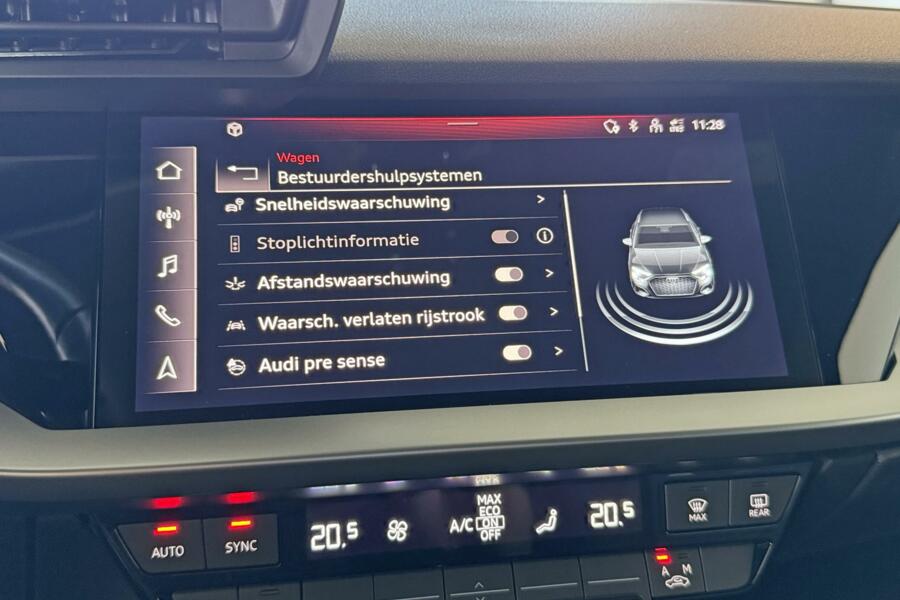 11:28
Wagen
Bestuurdershulpsystemen
Snelheidswaarschuwing
Stoplichtinformatie
Afstandswaarschuwing
Waarsch. verlaten rijstrook
Audi pre sense
MAX
ECO
A/C ON
OFF
20.5
20.5
AUTO
SYNC
MAX
REAR
A M